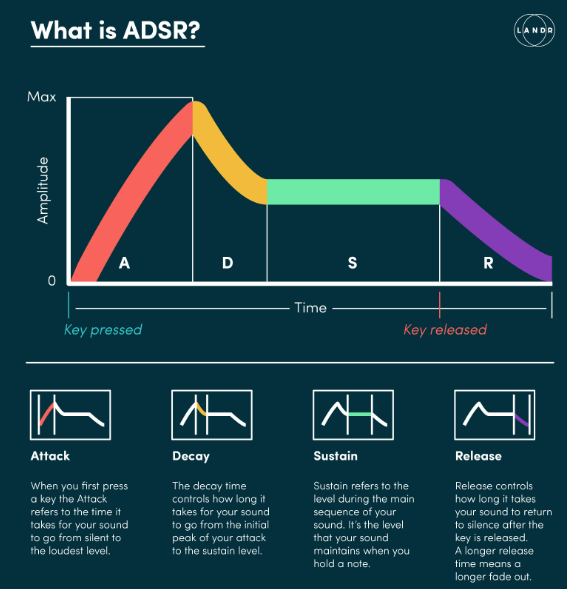 What is ADSR?
LANDR
Max
Amplitude
0
A
D
S
R
Time
Key pressed
Key released
Attack
When you first press
a key the Attack
refers to the time it
takes for your sound
to go from silent to
the loudest level.
Decay
The decay time
controls how long it
takes for your sound
to go from the initial
peak of your attack
to the sustain level.
Sustain
Sustain refers to the
level during the main
sequence of your
sound. It's the level
that your sound
maintains when you
hold a note.
Release
Release controls
how long it takes
your sound to return
to silence after the
key is released.
A longer release
time means a
longer fade out.